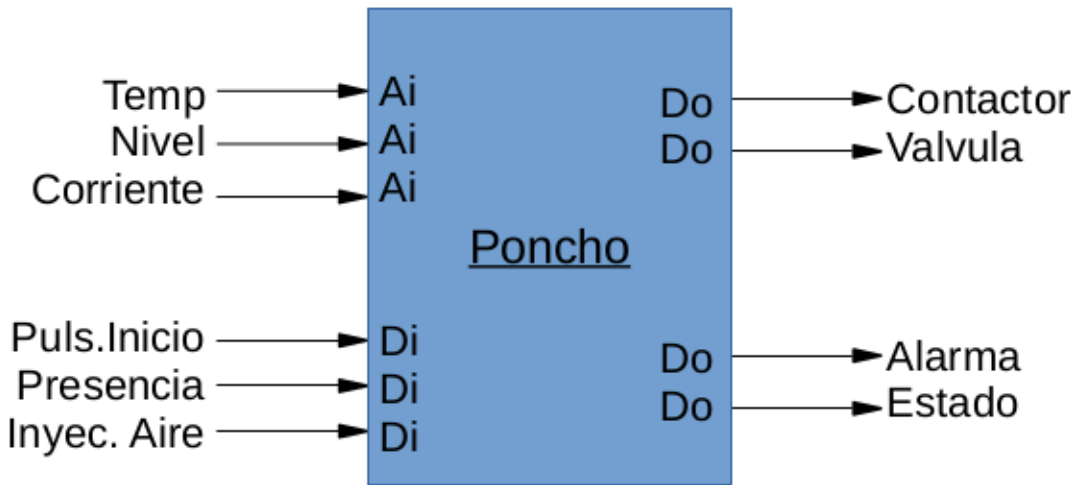 Temp Ai Do Contactor
Nivel Ai Do Valvula
Corriente Ai
Poncho
Puls.Inicio Di Do Alarma
Presencia Di Do Estado
Inyec. Aire Di